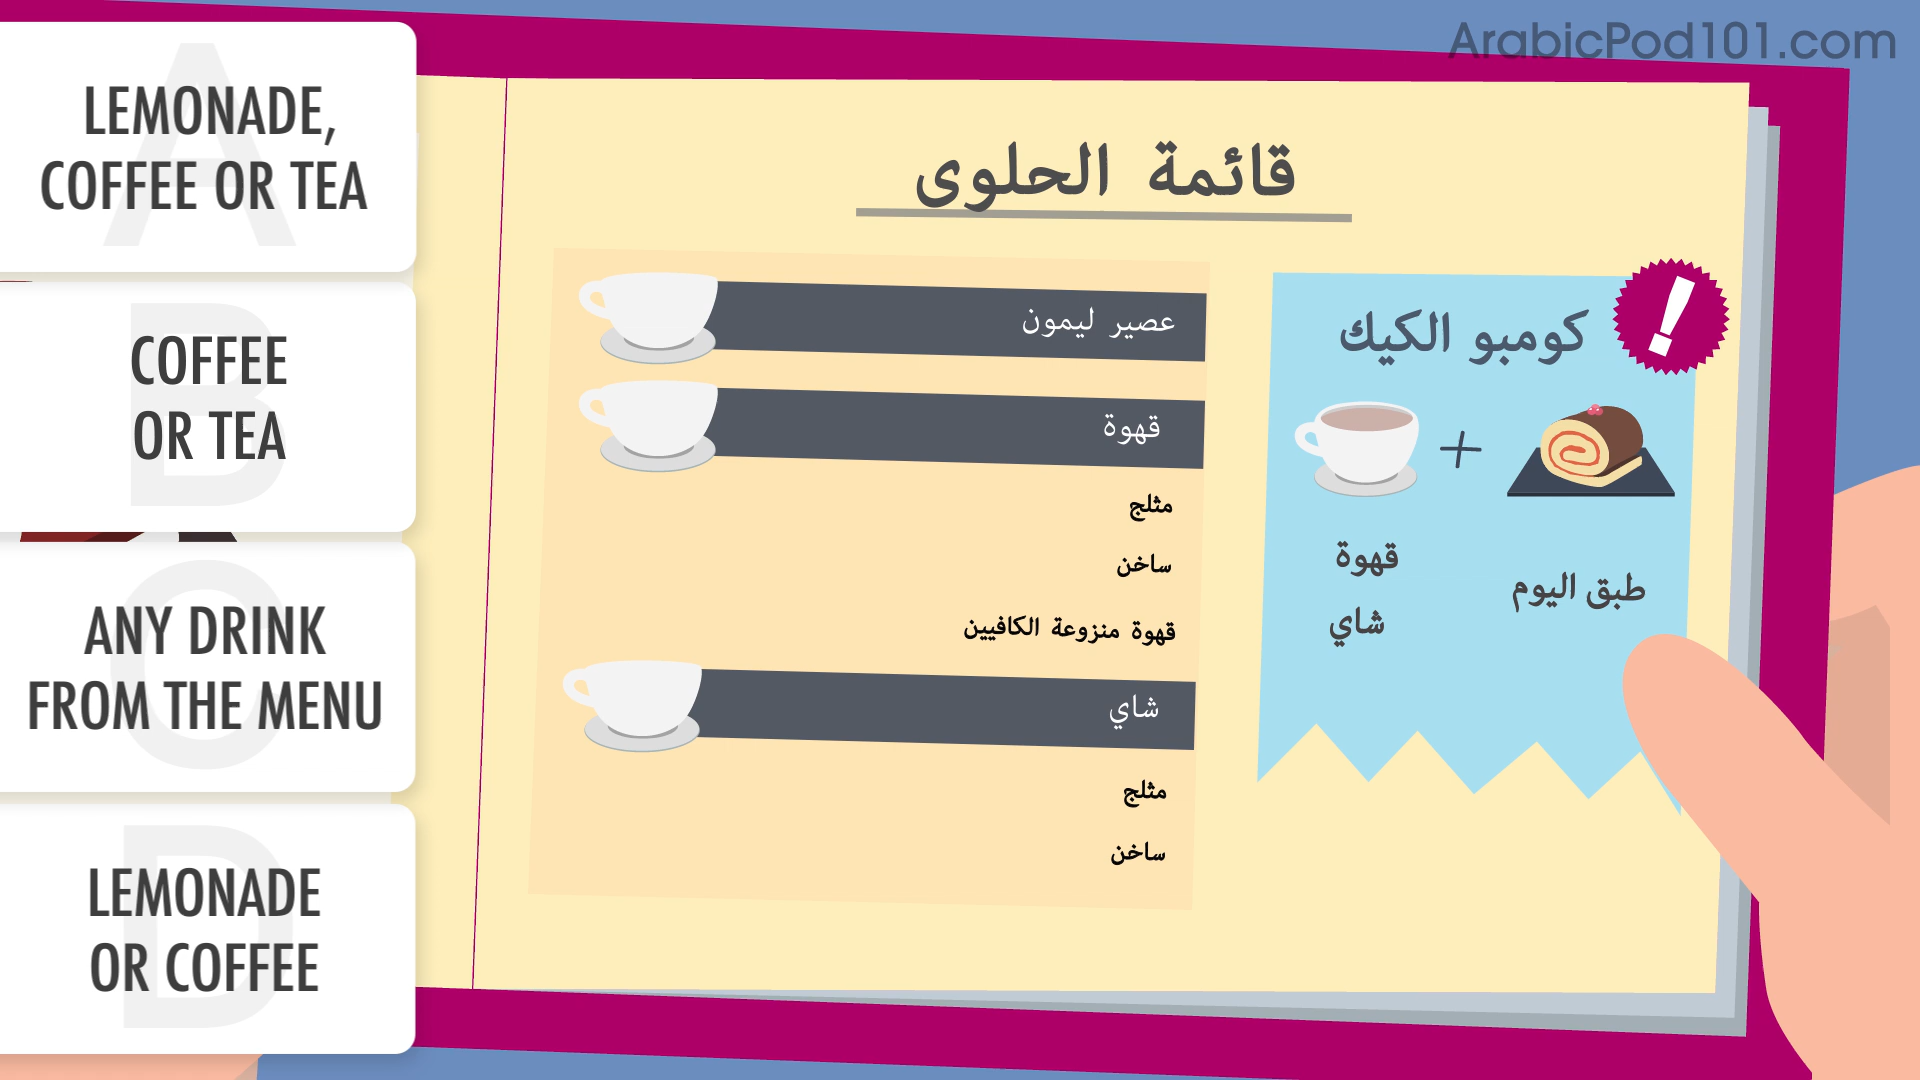 ArabicPod101.com
A
LEMONADE,
COFFEE OR TEA
B
COFFEE
OR TEA
C
ANY DRINK
FROM THE MENU
D
LEMONADE
OR COFFEE
قائمة الحلوى
عصير ليمون
قهوة
مثلج
ساخن
قهوة منزوعة الكافيين
شاي
مثلج
ساخن
!
كومبو الكيك
+
قهوة
شاي
طبق اليوم